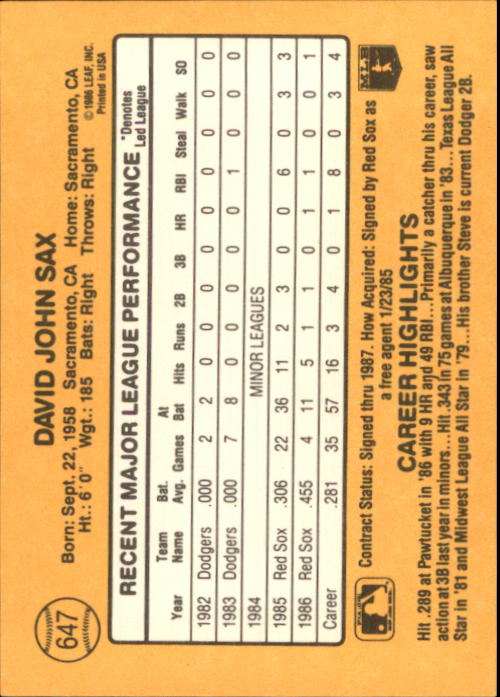 647
DAVID JOHN SAX
Born: Sept. 22, 1958 Sacramento, CA Home: Sacramento, CA
Ht.: 6'0" Wgt.: 185 Bats: Right Throws: Right
© 1986 LEAF, INC.
Printed in USA
RECENT MAJOR LEAGUE PERFORMANCE *Denotes Led League
Year Team Name Bat. Avg. Games At Bat Hits Runs 2B 3B HR RBI Steal Walk SO
1982 Dodgers .000 2 2 0 0 0 0 0 0 0 0 0
1983 Dodgers .000 7 8 0 0 0 0 0 1 0 0 0
1984 MINOR LEAGUES
1985 Red Sox .306 22 36 11 2 3 0 0 6 0 3 3
1986 Red Sox .455 4 11 5 1 1 0 1 1 0 0 1
Career .281 35 57 16 3 4 0 1 8 0 3 4
Contract Status: Signed thru 1987. How Acquired: Signed by Red Sox as
a free agent 1/23/85
MLB
CAREER HIGHLIGHTS
Hit .289 at Pawtucket in '86 with 9 HR and 49 RBI...Primarily a catcher thru his career, saw
action at 3B last year in minors...Hit .343 in 75 games at Albuquerque in '83...Texas League All
Star in '81 and Midwest League All Star in '79...His brother Steve is current Dodger 2B.